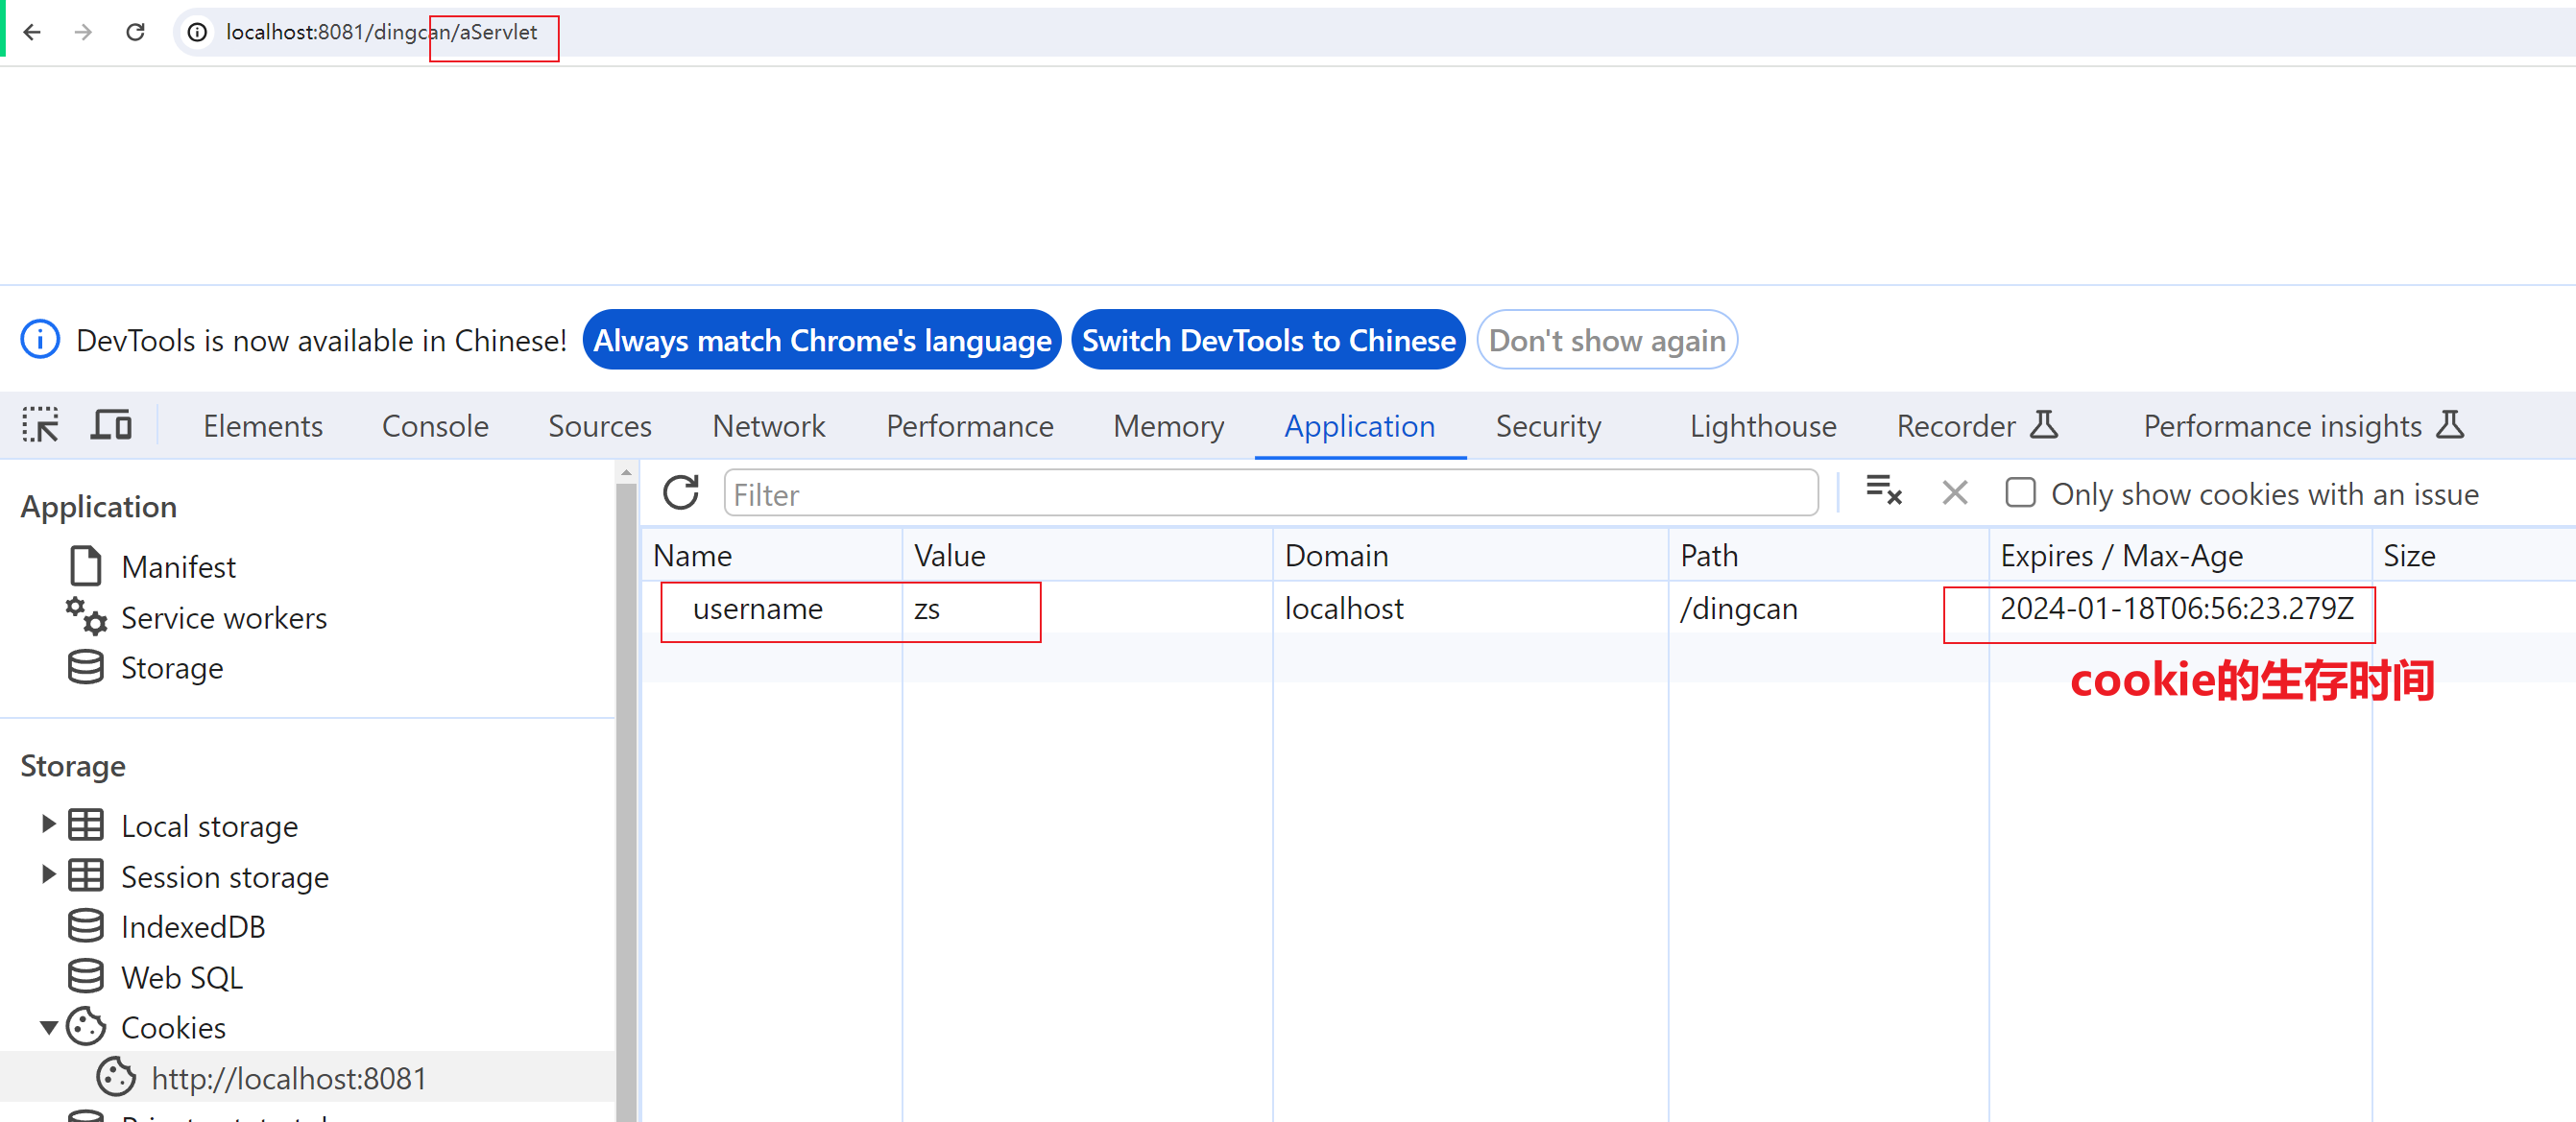 localhost:8081/dingcan/aServlet
DevTools is now available in Chinese! Always match Chrome's language Switch DevTools to Chinese Don't show again
Elements Console Sources Network Performance Memory Application Security Lighthouse Recorder Performance insights
Application
Manifest
Service workers
Storage
Storage
Local storage
Session storage
IndexedDB
Web SQL
Cookies
http://localhost:8081
Filter Only show cookies with an issue
Name Value Domain Path Expires / Max-Age Size
username zs localhost /dingcan 2024-01-18T06:56:23.279Z
cookie的生存时间